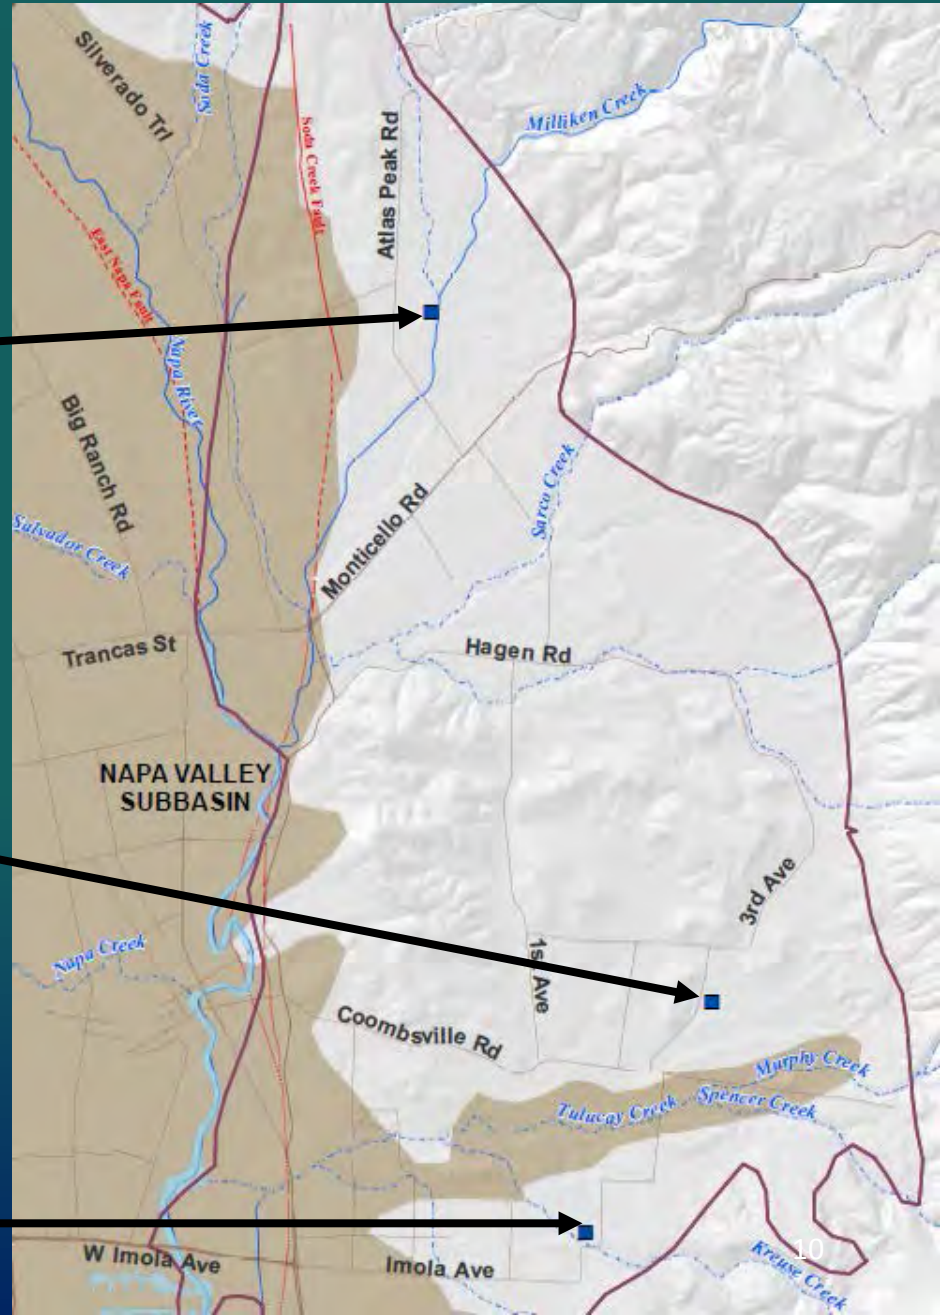 Silverado Trl
Soda Creek
Milliken Creek
Atlas Peak Rd
Soda Creek Fault
East Napa Fault
Napa River
Big Ranch Rd
Salvador Creek
Monticello Rd
Sarco Creek
Trancas St
Hagen Rd
NAPA VALLEY
SUBBASIN
3rd Ave
1st Ave
Napa Creek
Coombsville Rd
Murphy Creek
Tulucay Creek
Spencer Creek
W Imola Ave
Imola Ave
Kreuse Creek
10